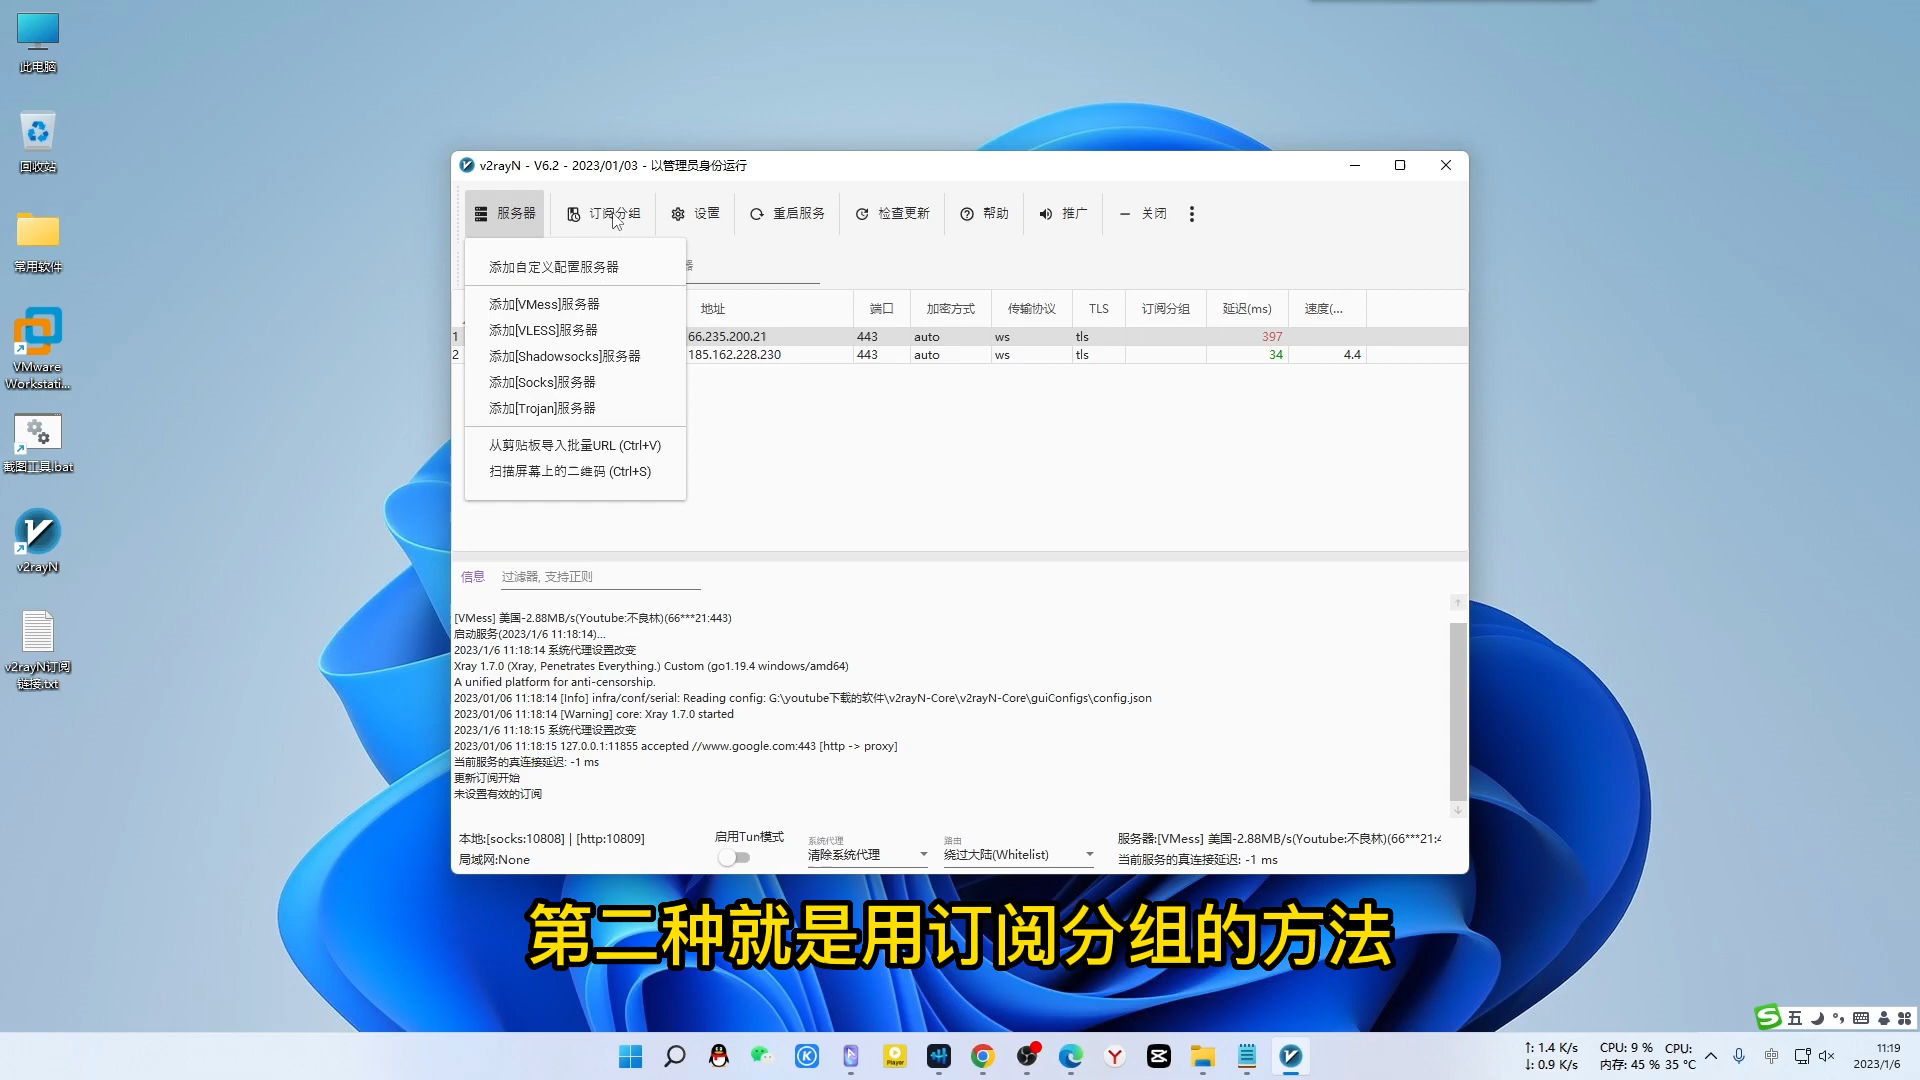 此电脑
回收站
常用软件
VMware
Workstati...
截图工具.bat
v2rayN
v2rayN订阅
链接.txt
v2rayN - V6.2 - 2023/01/03 - 以管理员身份运行
服务器
订阅分组
设置
重启服务
检查更新
帮助
推广
关闭
添加自定义配置服务器
添加[VMess]服务器
添加[VLESS]服务器
添加[Shadowsocks]服务器
添加[Socks]服务器
添加[Trojan]服务器
从剪贴板导入批量URL (Ctrl+V)
扫描屏幕上的二维码 (Ctrl+S)
器
地址 端口 加密方式 传输协议 TLS 订阅分组 延迟(ms) 速度(...
1 66.235.200.21 443 auto ws tls 397
2 185.162.228.230 443 auto ws tls 34 4.4
信息 过滤器, 支持正则
[VMess] 美国-2.88MB/s(Youtube:不良林)(66***21:443)
启动服务(2023/1/6 11:18:14)...
2023/1/6 11:18:14 系统代理设置改变
Xray 1.7.0 (Xray, Penetrates Everything.) Custom (go1.19.4 windows/amd64)
A unified platform for anti-censorship.
2023/01/06 11:18:14 [Info] infra/conf/serial: Reading config: G:\youtube下载的软件\v2rayN-Core\v2rayN-Core\guiConfigs\config.json
2023/01/06 11:18:14 [Warning] core: Xray 1.7.0 started
2023/1/6 11:18:15 系统代理设置改变
2023/01/06 11:18:15 127.0.0.1:11855 accepted //www.google.com:443 [http -> proxy]
当前服务的真连接延迟: -1 ms
更新订阅开始
未设置有效的订阅
本地:[socks:10808] | [http:10809]
局域网:None
启用Tun模式
系统代理
清除系统代理
路由
绕过大陆(Whitelist)
服务器:[VMess] 美国-2.88MB/s(Youtube:不良林)(66***21:4
当前服务的真连接延迟: -1 ms
第二种就是用订阅分组的方法
五
Player
↑: 1.4 K/s
↓: 0.9 K/s
CPU: 9 % CPU:
内存: 45 % 35 °C
中
11:19
2023/1/6